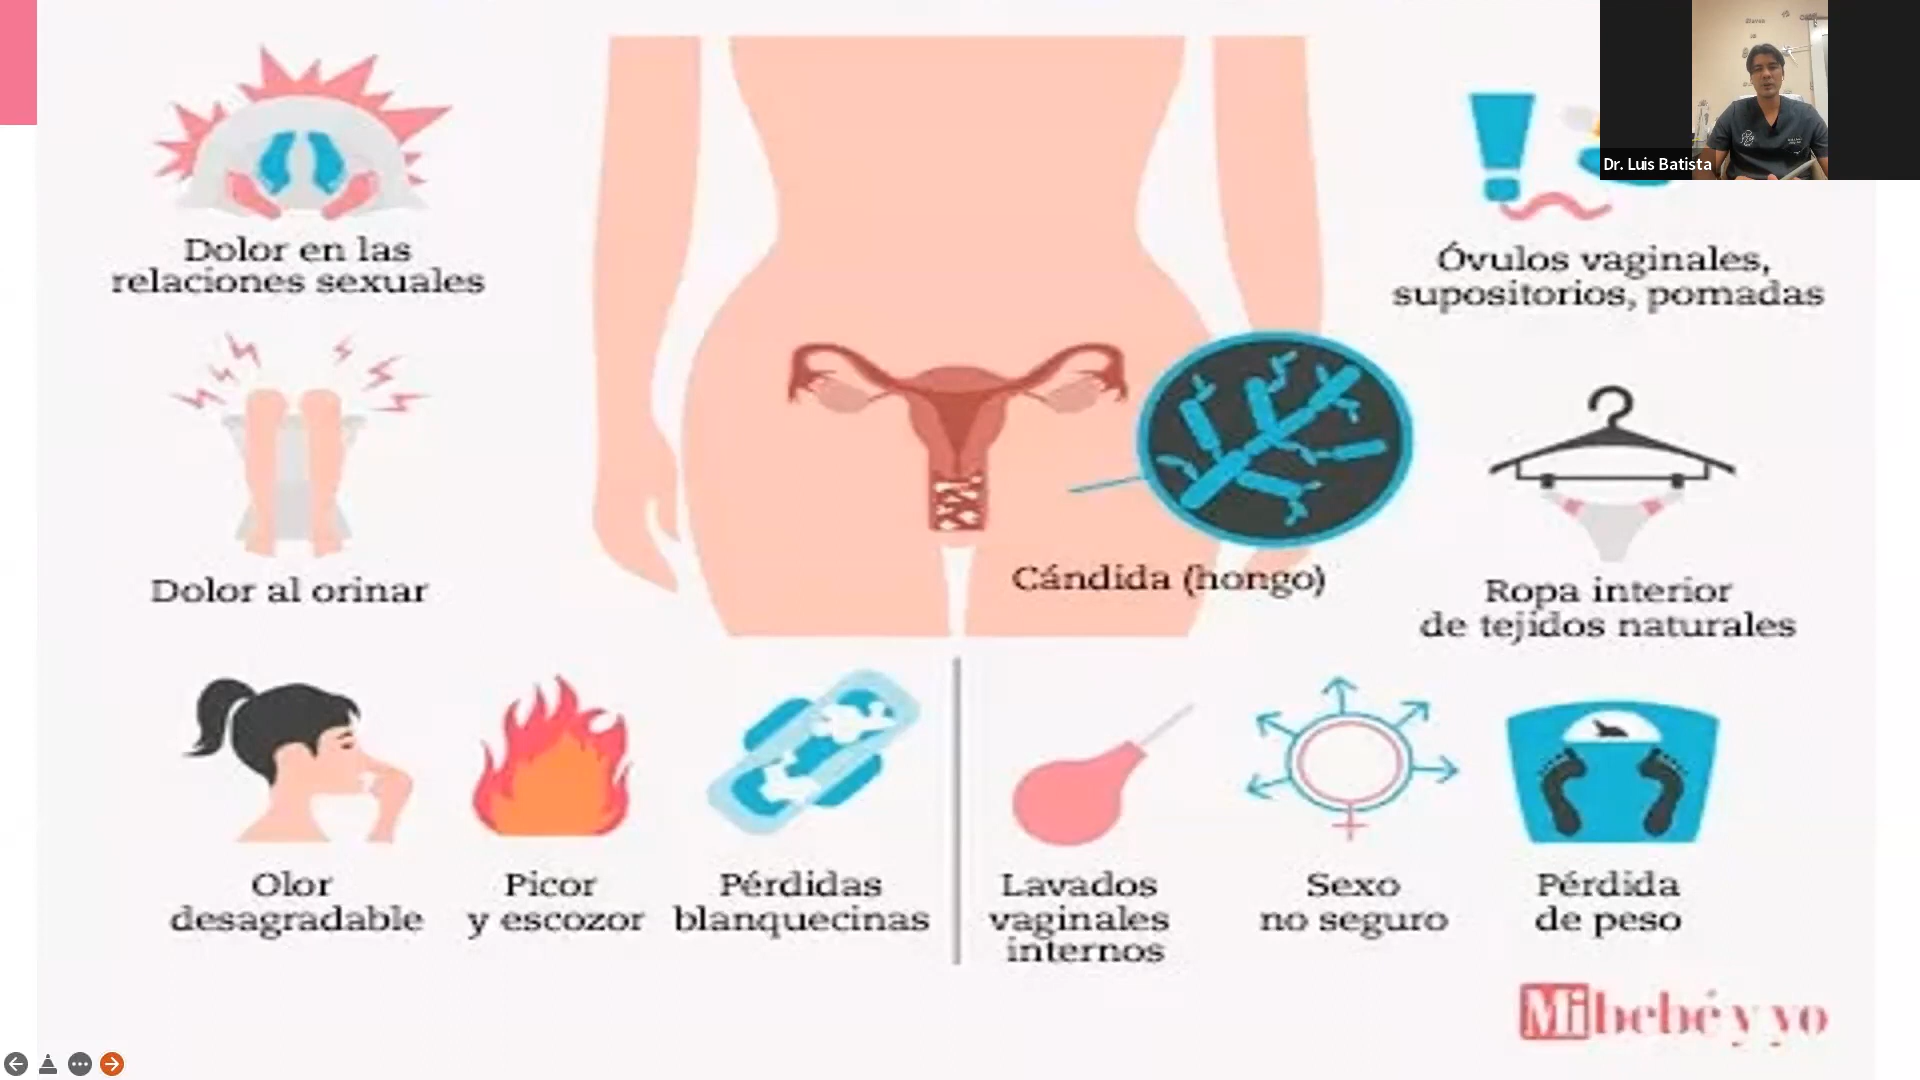 Dr. Luis Batista
Dolor en las
relaciones sexuales
Óvulos vaginales,
supositorios, pomadas
Dolor al orinar
Cándida (hongo)
Ropa interior
de tejidos naturales
Olor
desagradable
Picor
y escozor
Pérdidas
blanquecinas
Lavados
vaginales
internos
Sexo
no seguro
Pérdida
de peso
Mi bebé y yo